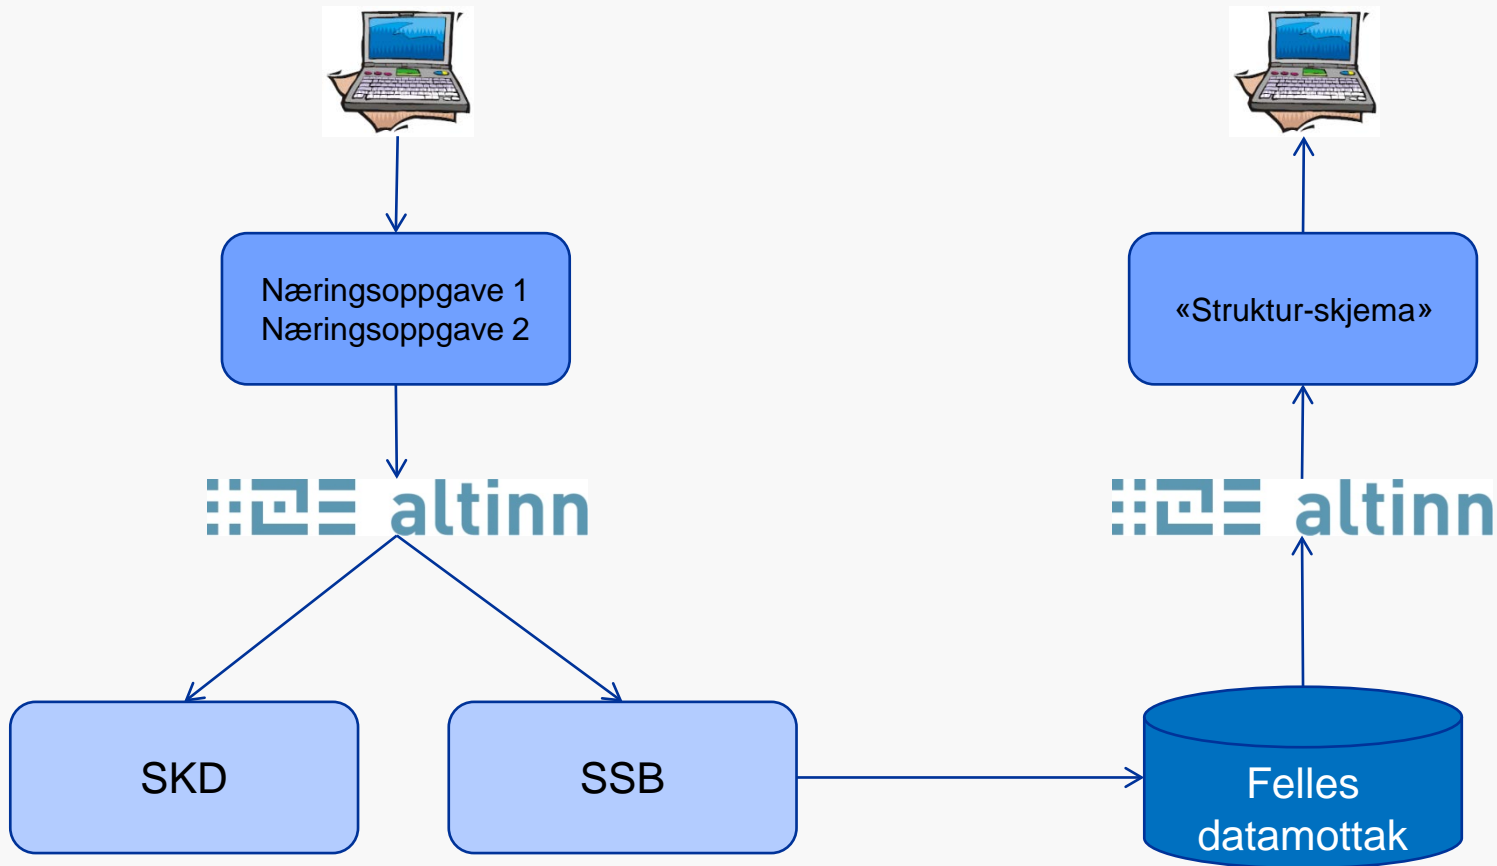 Næringsoppgave 1
Næringsoppgave 2
«Struktur-skjema»
altinn
altinn
SKD
SSB
Felles
datamottak